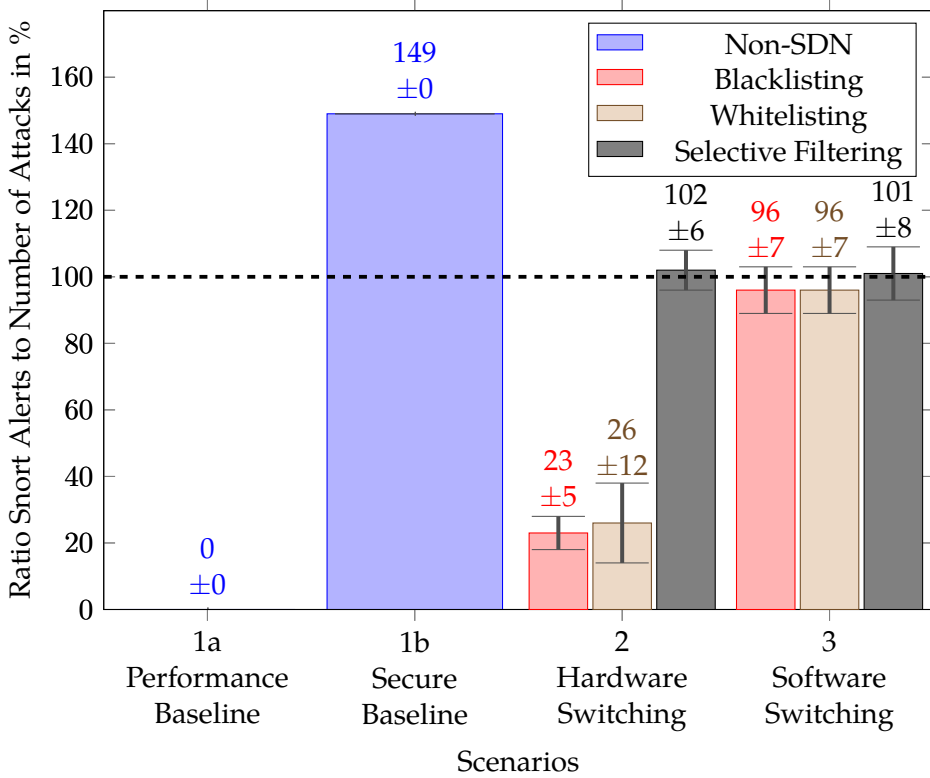 Ratio Snort Alerts to Number of Attacks in %
160
140
120
100
80
60
40
20
0
Non-SDN
Blacklisting
Whitelisting
Selective Filtering
0
±0
149
±0
23
±5
26
±12
102
±6
96
±7
96
±7
101
±8
1a
Performance
Baseline
1b
Secure
Baseline
2
Hardware
Switching
3
Software
Switching
Scenarios